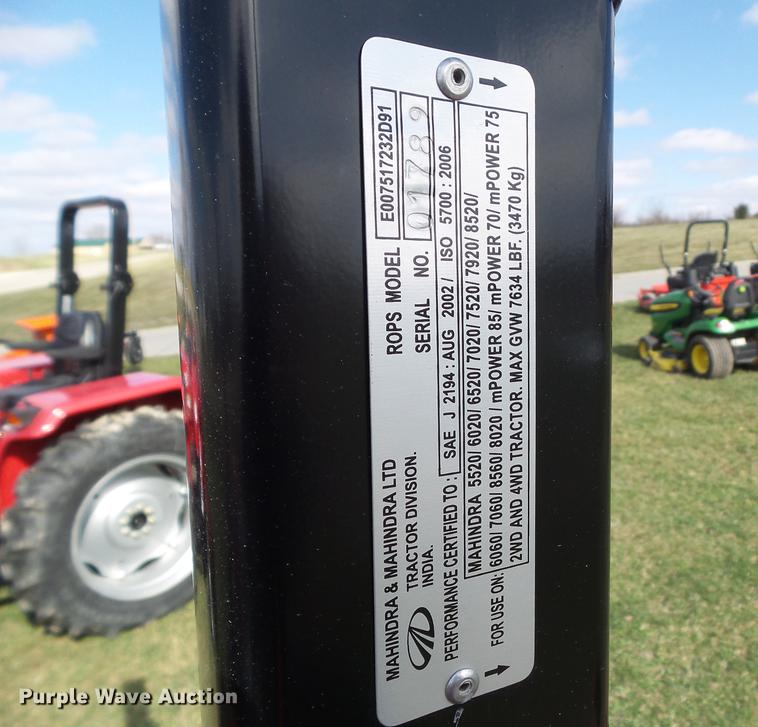 MAHINDRA & MAHINDRA LTD
TRACTOR DIVISION.
INDIA.
ROPS MODEL E007517232D91
SERIAL NO. 01789
PERFORMANCE CERTIFIED TO : SAE J 2194 : AUG 2002 / ISO 5700 : 2006
FOR USE ON:
MAHINDRA 5520/ 6020/ 6520/ 7020/ 7520/ 7920/ 8520/
6060/ 7060/ 8560/ 8020 / mPOWER 85/ mPOWER 70/ mPOWER 75
2WD AND 4WD TRACTOR. MAX GVW 7634 LBF. (3470 Kg)
Purple Wave Auction